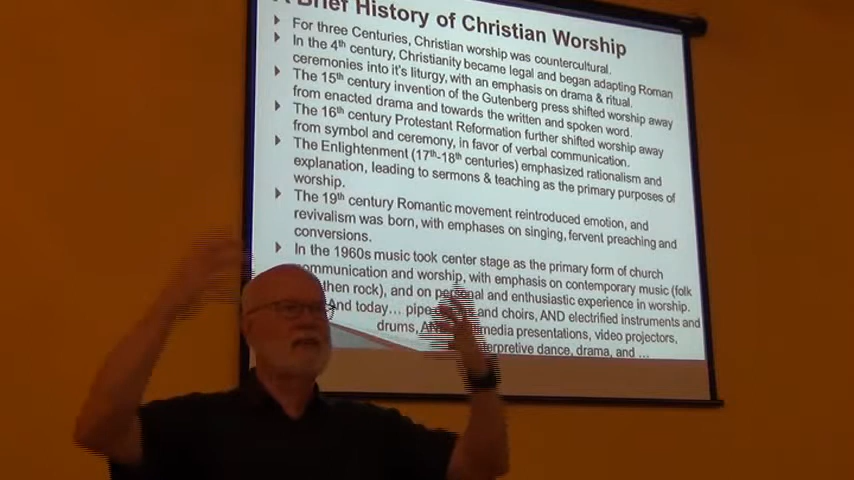 Brief History of Christian Worship
For three Centuries, Christian worship was countercultural.
In the 4th century, Christianity became legal and began adapting Roman
ceremonies into it's liturgy, with an emphasis on drama & ritual.
The 15th century invention of the Gutenberg press shifted worship away
from enacted drama and towards the written and spoken word.
The 16th century Protestant Reformation further shifted worship away
from symbol and ceremony, in favor of verbal communication.
The Enlightenment (17th-18th centuries) emphasized rationalism and
explanation, leading to sermons & teaching as the primary purposes of
worship.
The 19th century Romantic movement reintroduced emotion, and
revivalism was born, with emphases on singing, fervent preaching and
conversions.
In the 1960s music took center stage as the primary form of church
communication and worship, with emphasis on contemporary music (folk
then rock), and on personal and enthusiastic experience in worship.
And today... pipe and choirs, AND electrified instruments and
drums, AND media presentations, video projectors,
interpretive dance, drama, and ...